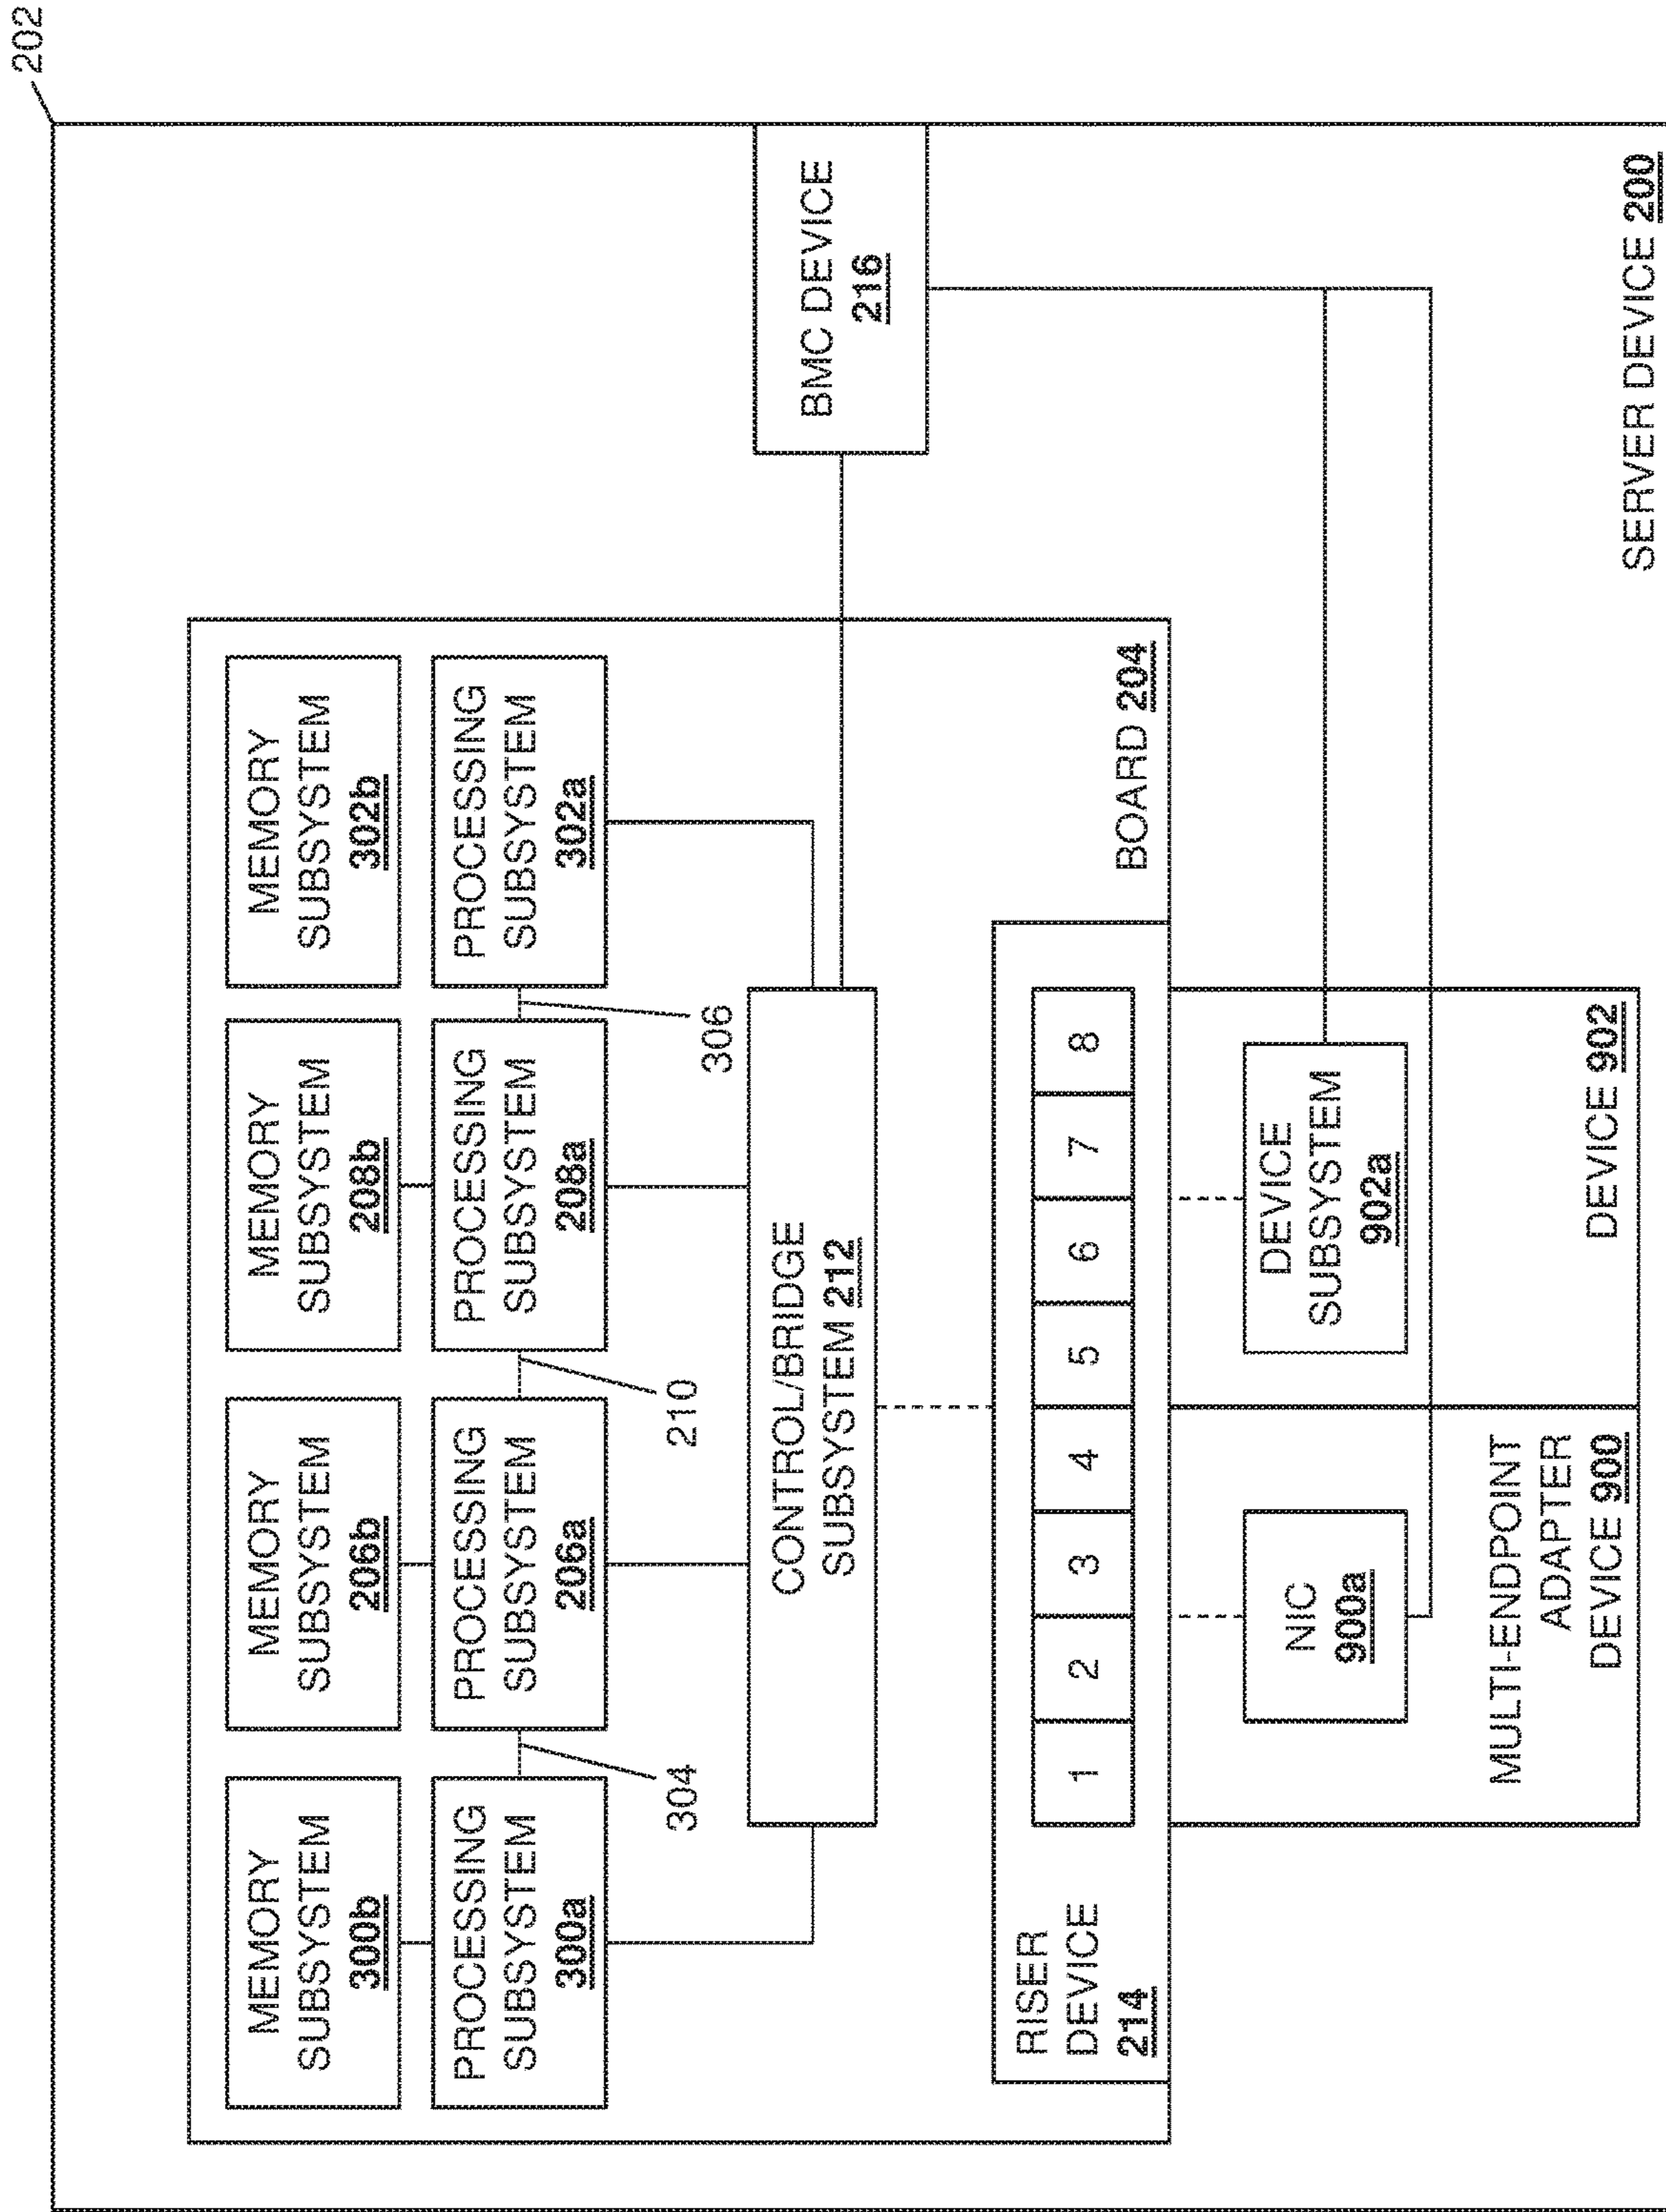 202
MEMORY
SUBSYSTEM
300b
MEMORY
SUBSYSTEM
206b
MEMORY
SUBSYSTEM
208b
MEMORY
SUBSYSTEM
302b
PROCESSING
SUBSYSTEM
300a
PROCESSING
SUBSYSTEM
206a
PROCESSING
SUBSYSTEM
208a
PROCESSING
SUBSYSTEM
302a
304
210
306
CONTROL/BRIDGE
SUBSYSTEM 212
BMC DEVICE
216
RISER
DEVICE
214
1 2 3 4 5 6 7 8
BOARD 204
NIC
900a
DEVICE
SUBSYSTEM
902a
MULTI-ENDPOINT
ADAPTER
DEVICE 900
DEVICE 902
SERVER DEVICE 200